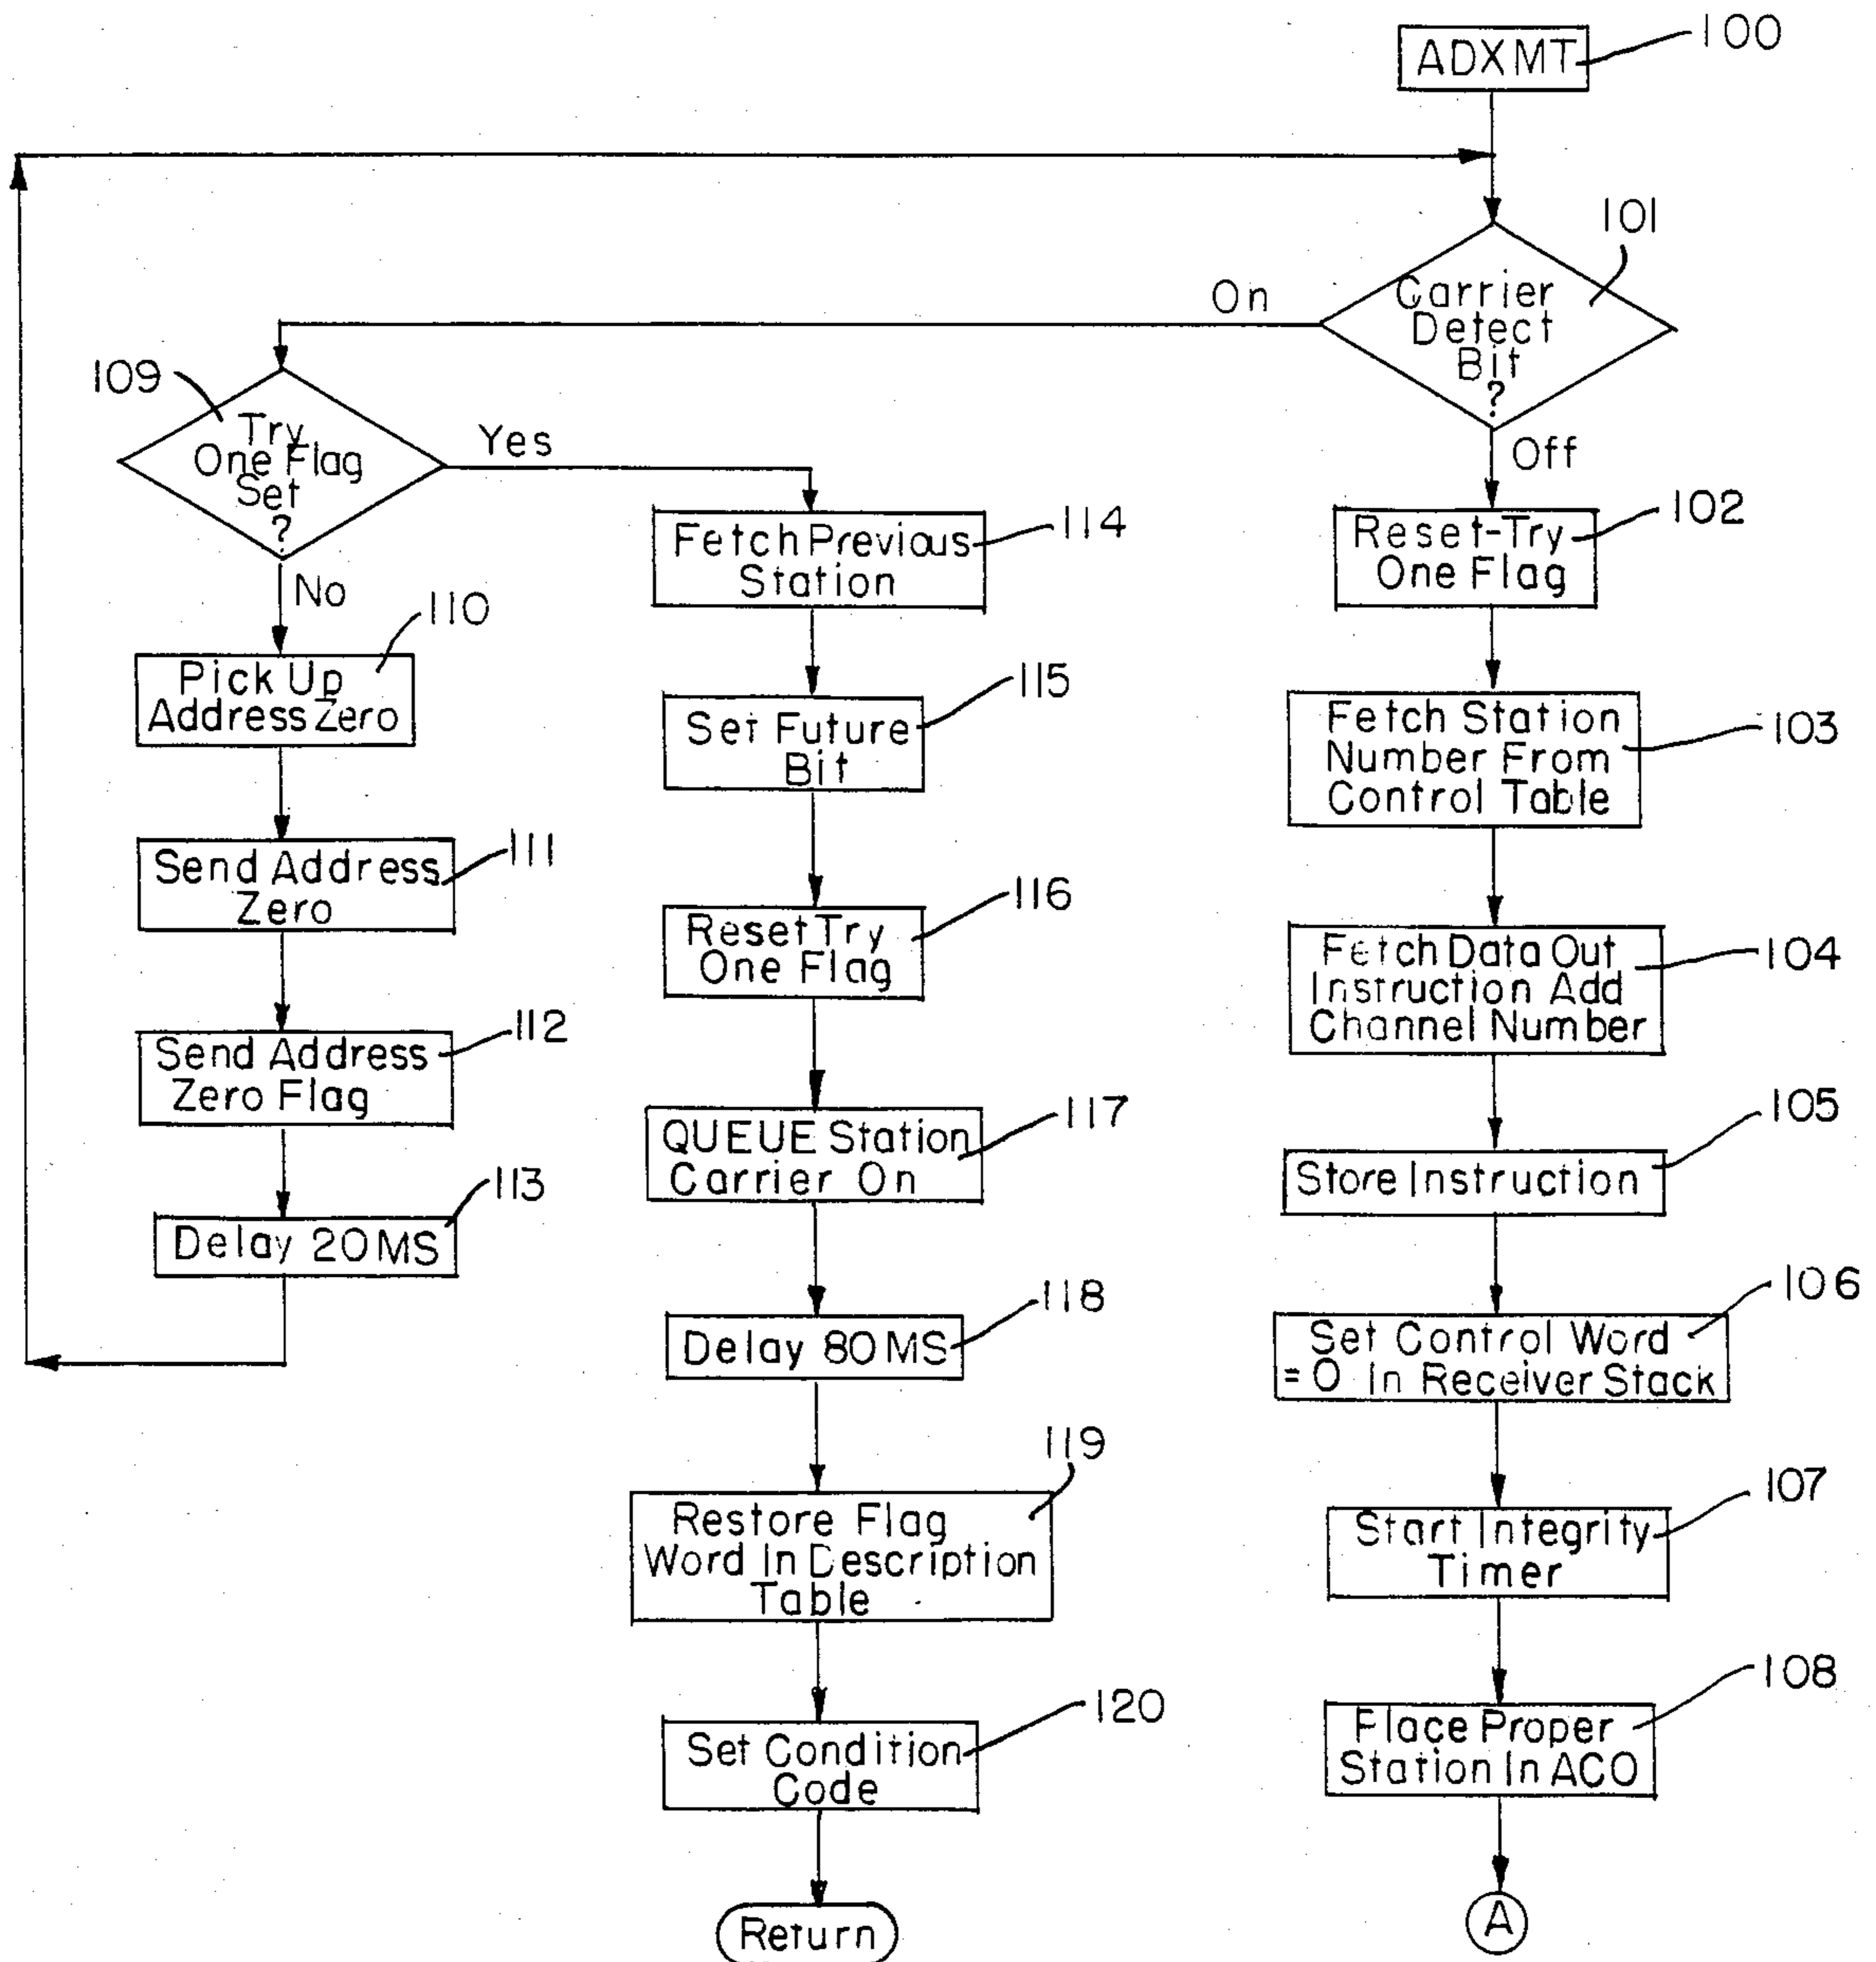 ADXMT
100
Carrier
Detect
Bit
?
101
On
Off
109
Try
One Flag
Set
?
Yes
No
Reset-Try
One Flag
102
Fetch Station
Number From
Control Table
103
Fetch Data Out
Instruction Add
Channel Number
104
Store Instruction
105
Set Control Word
=0 In Receiver Stack
106
Start Integrity
Timer
107
Place Proper
Station In ACO
108
A
Pick Up
Address Zero
110
Send Address
Zero
111
Send Address
Zero Flag
112
Delay 20MS
113
Fetch Previous
Station
114
Set Future
Bit
115
Reset Try
One Flag
116
QUEUE Station
Carrier On
117
Delay 80MS
118
Restore Flag
Word In Description
Table
119
Set Condition
Code
120
Return